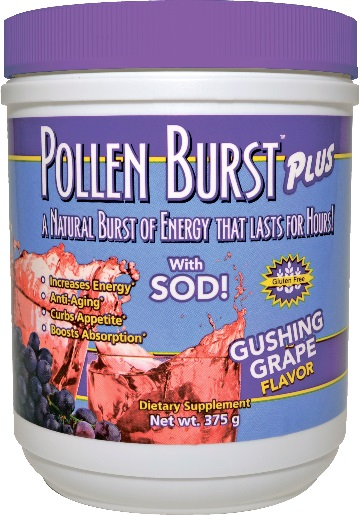 POLLEN BURST™ PLUS
A NATURAL BURST OF ENERGY THAT LASTS FOR HOURS!
With
SOD!
• Increases Energy*
• Anti-Aging*
• Curbs Appetite*
• Boosts Absorption*
Gluten Free
GUSHING
GRAPE
FLAVOR
Dietary Supplement
Net wt. 375 g